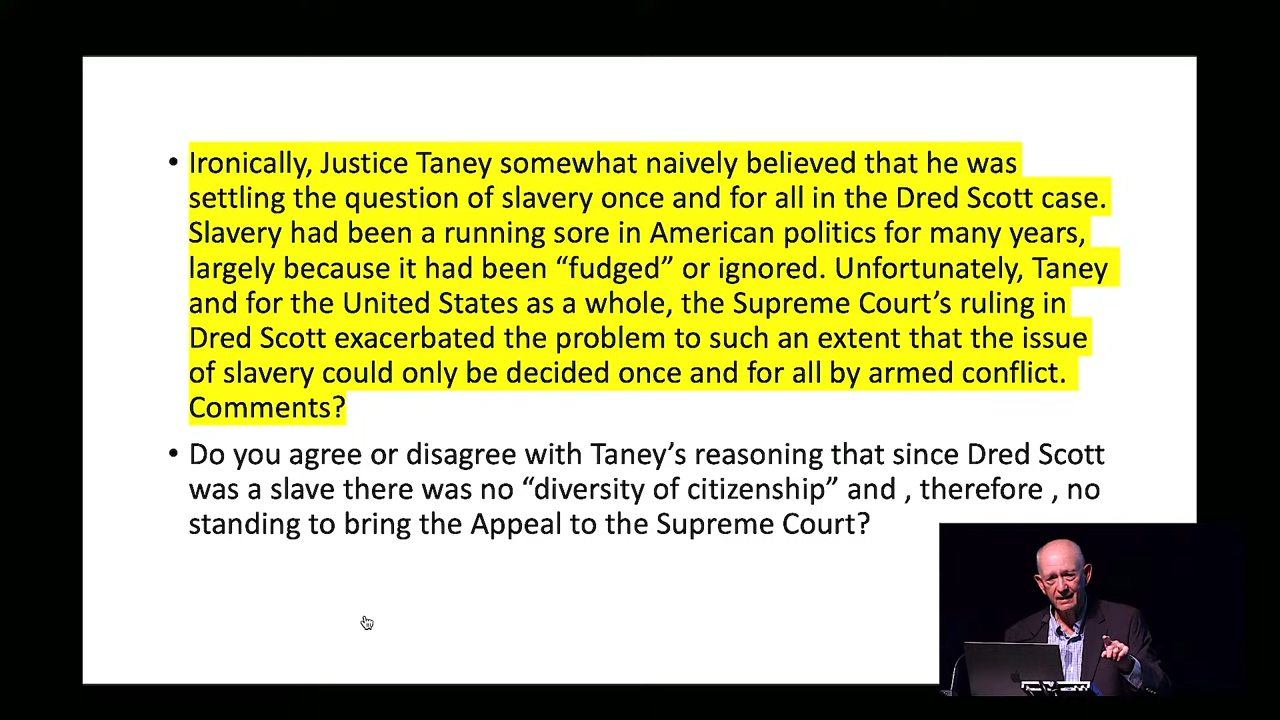 • Ironically, Justice Taney somewhat naively believed that he was
settling the question of slavery once and for all in the Dred Scott case.
Slavery had been a running sore in American politics for many years,
largely because it had been “fudged” or ignored. Unfortunately, Taney
and for the United States as a whole, the Supreme Court’s ruling in
Dred Scott exacerbated the problem to such an extent that the issue
of slavery could only be decided once and for all by armed conflict.
Comments?
• Do you agree or disagree with Taney’s reasoning that since Dred Scott
was a slave there was no “diversity of citizenship” and , therefore , no
standing to bring the Appeal to the Supreme Court?